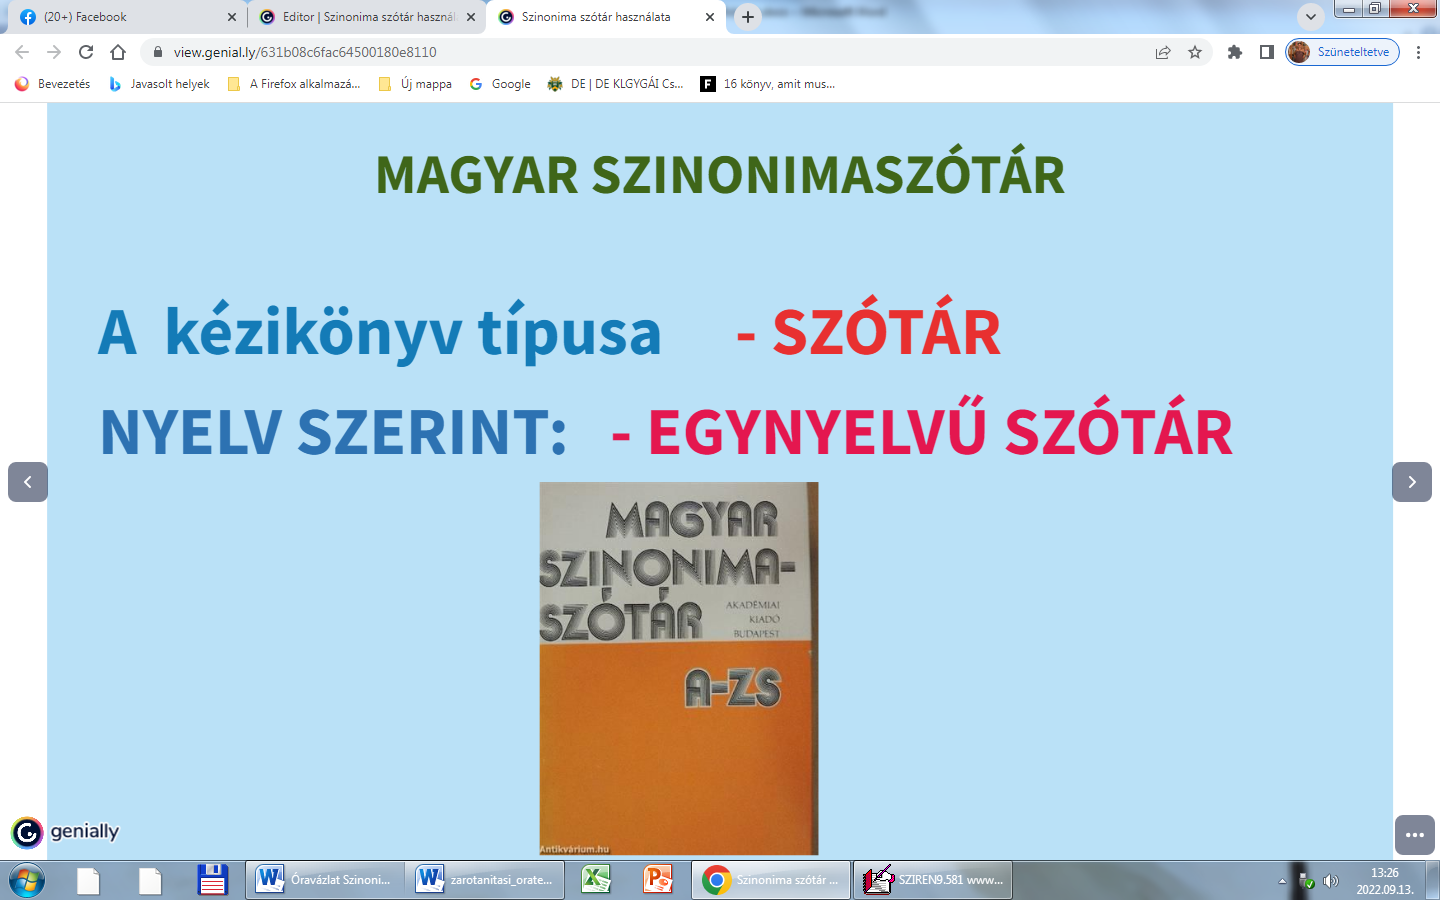 (20+) Facebook
Editor | Szinonima szótár használ
Szinonima szótár használata
view.genial.ly/631b08c6fac64500180e8110
Szüneteltetve
Bevezetés
Javasolt helyek
A Firefox alkalmazá...
Új mappa
Google
DE | DE KLGYGÁI Cs...
16 könyv, amit mus...
MAGYAR SZINONIMASZÓTÁR
A kézikönyv típusa - SZÓTÁR
NYELV SZERINT: - EGYNYELVŰ SZÓTÁR
MAGYAR
SZINONIMA-
SZÓTÁR
AKADÉMIAI
KIADÓ
BUDAPEST
A-ZS
Antikvárium.hu
genially
Óravázlat Szinoni...
zarotanitasi_orate...
Szinonima szótár ...
SZIREN9.581 www...
13:26
2022.09.13.